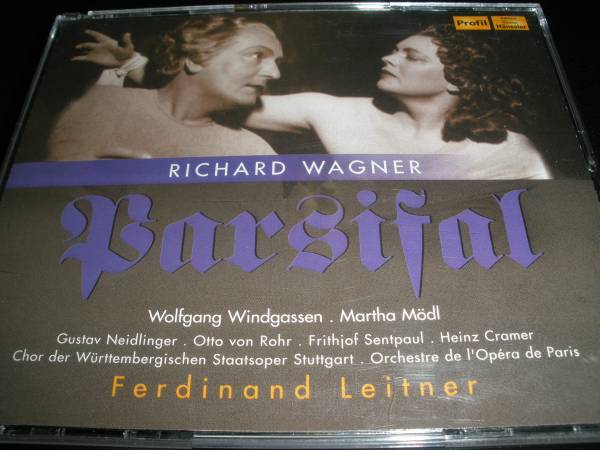 Profil
Hänssler
RICHARD WAGNER
Parsifal
Wolfgang Windgassen . Martha Mödl
Gustav Neidlinger . Otto von Rohr . Frithjof Sentpaul . Heinz Cramer
Chor der Württembergischen Staatsoper Stuttgart . Orchestre de l'Opéra de Paris
Ferdinand Leitner